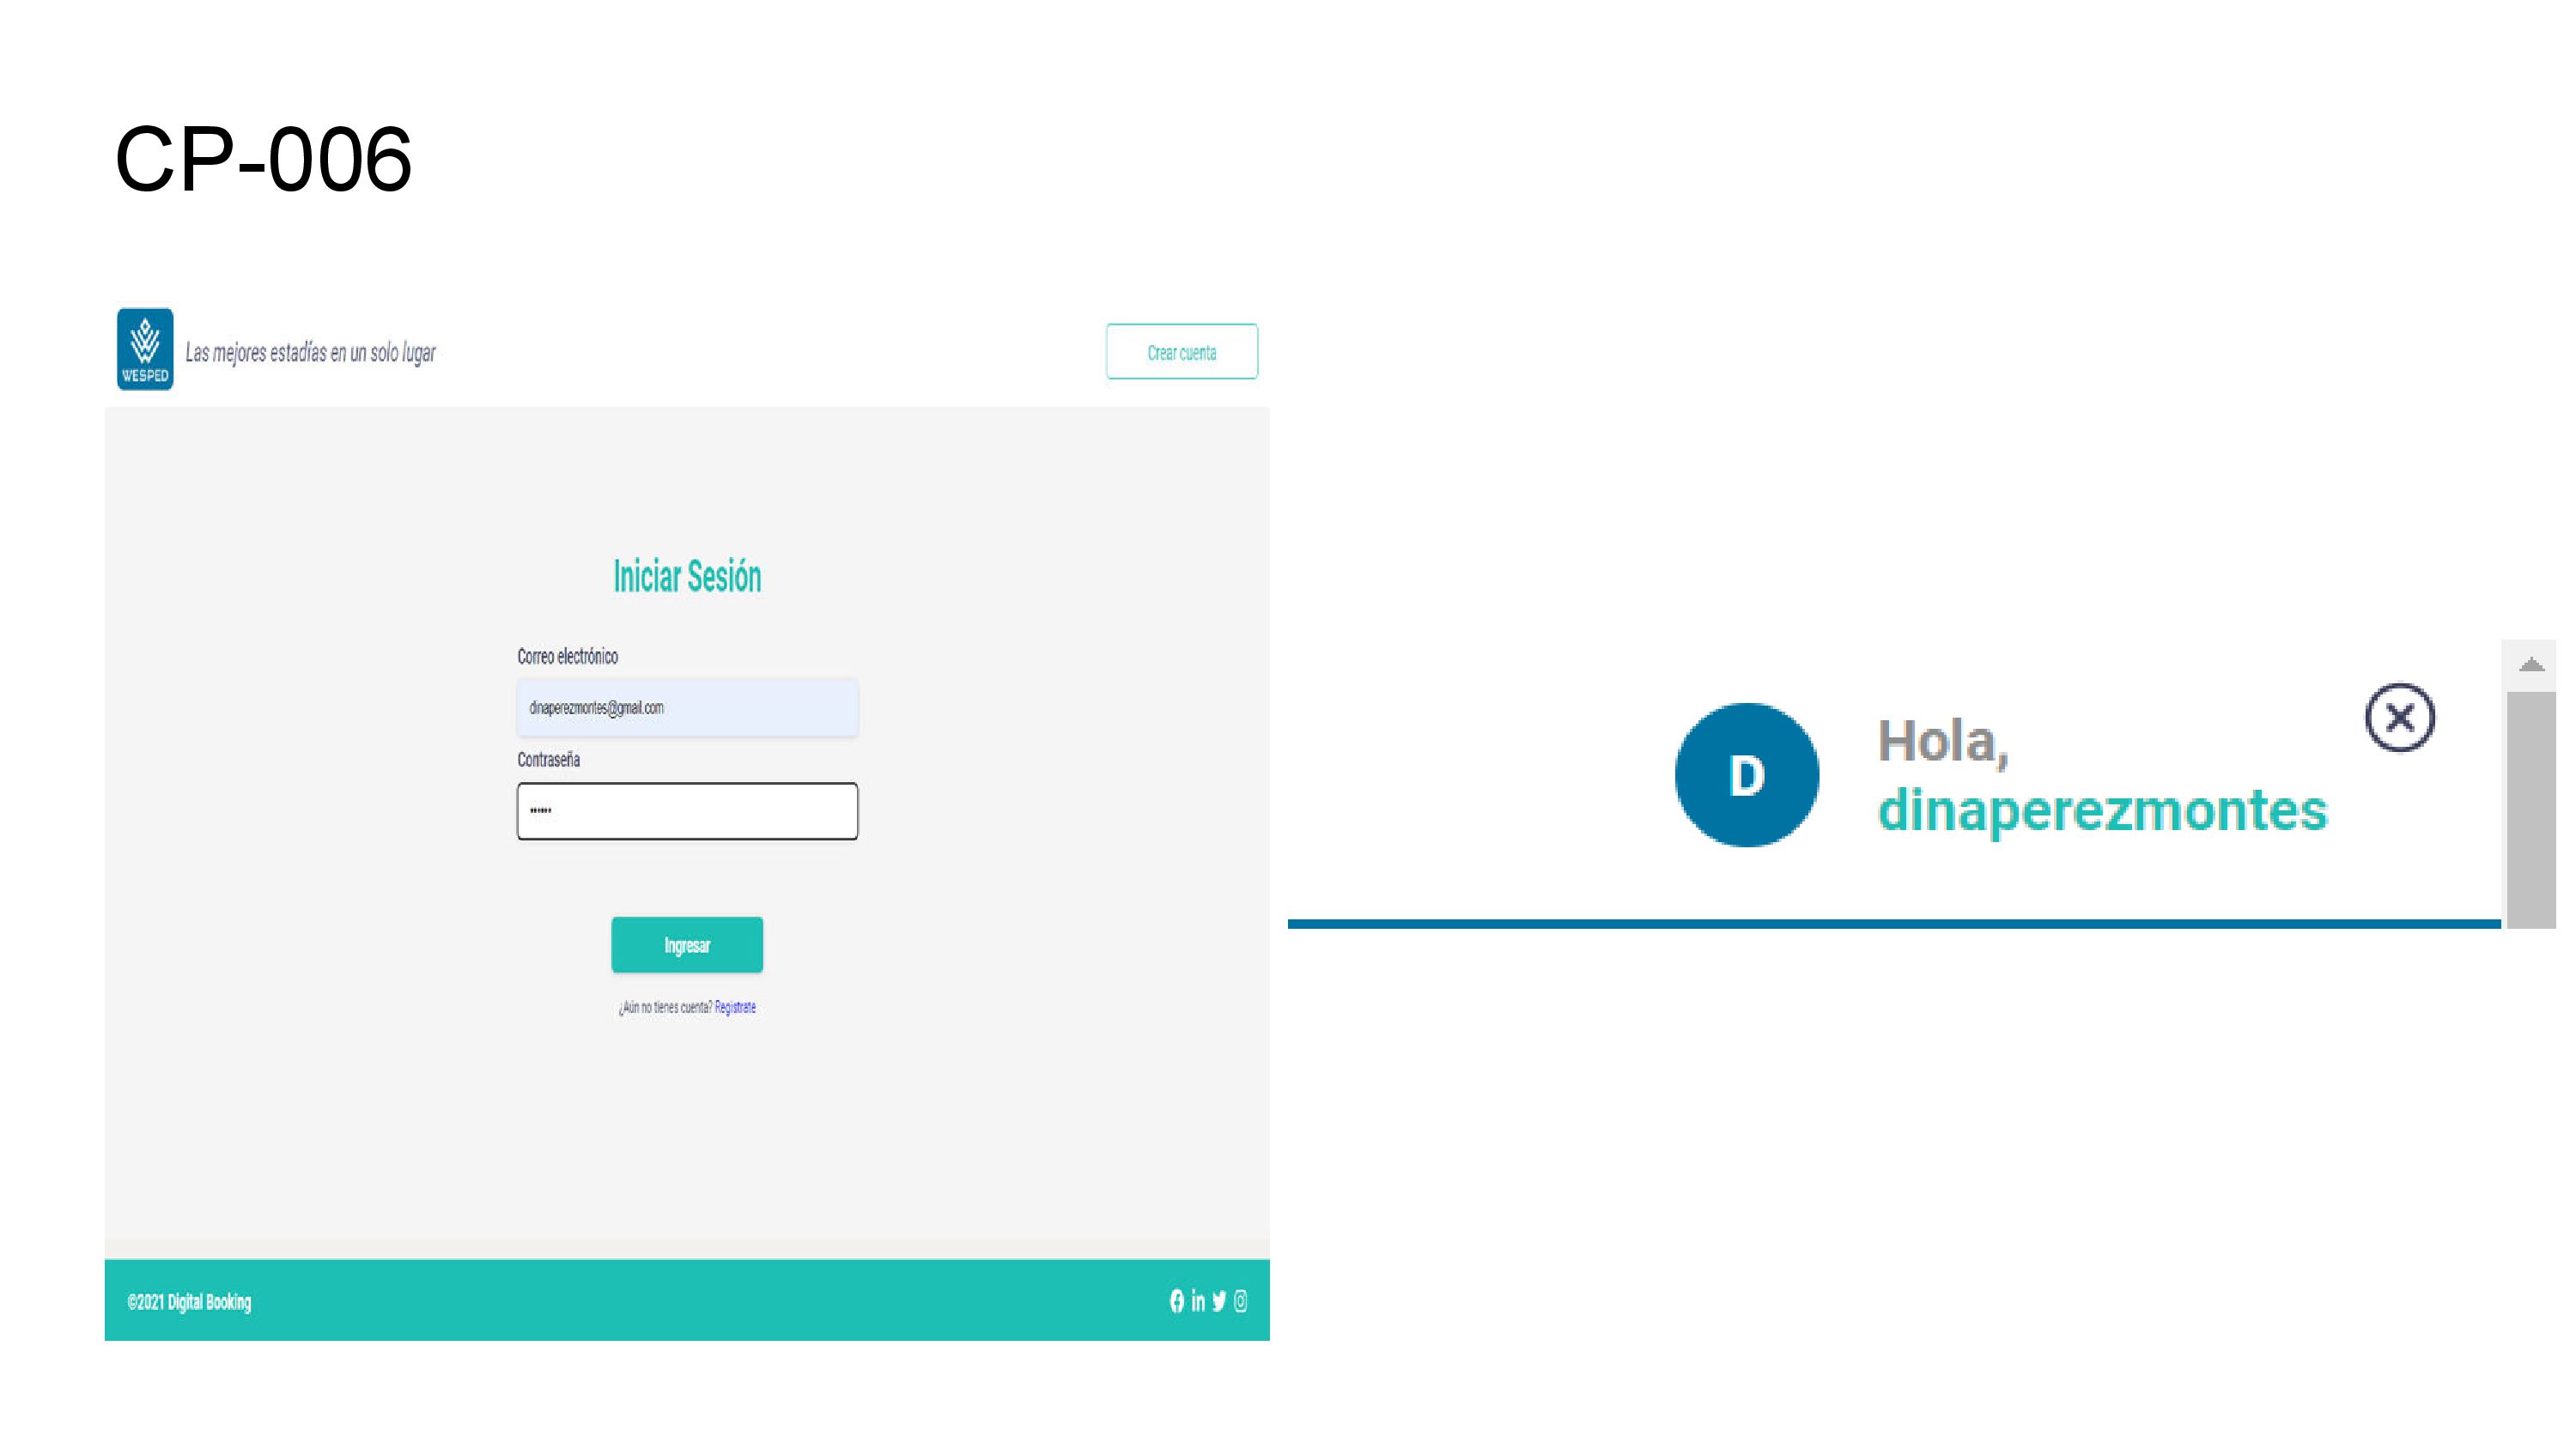 CP-006
WESPED
Las mejores estadías en un solo lugar
Crear cuenta
Iniciar Sesión
Correo electrónico
dinaperezmontes@gmail.com
Contraseña
••••••
Ingresar
¿Aún no tienes cuenta? Registrate
©2021 Digital Booking
D
Hola,
dinaperezmontes